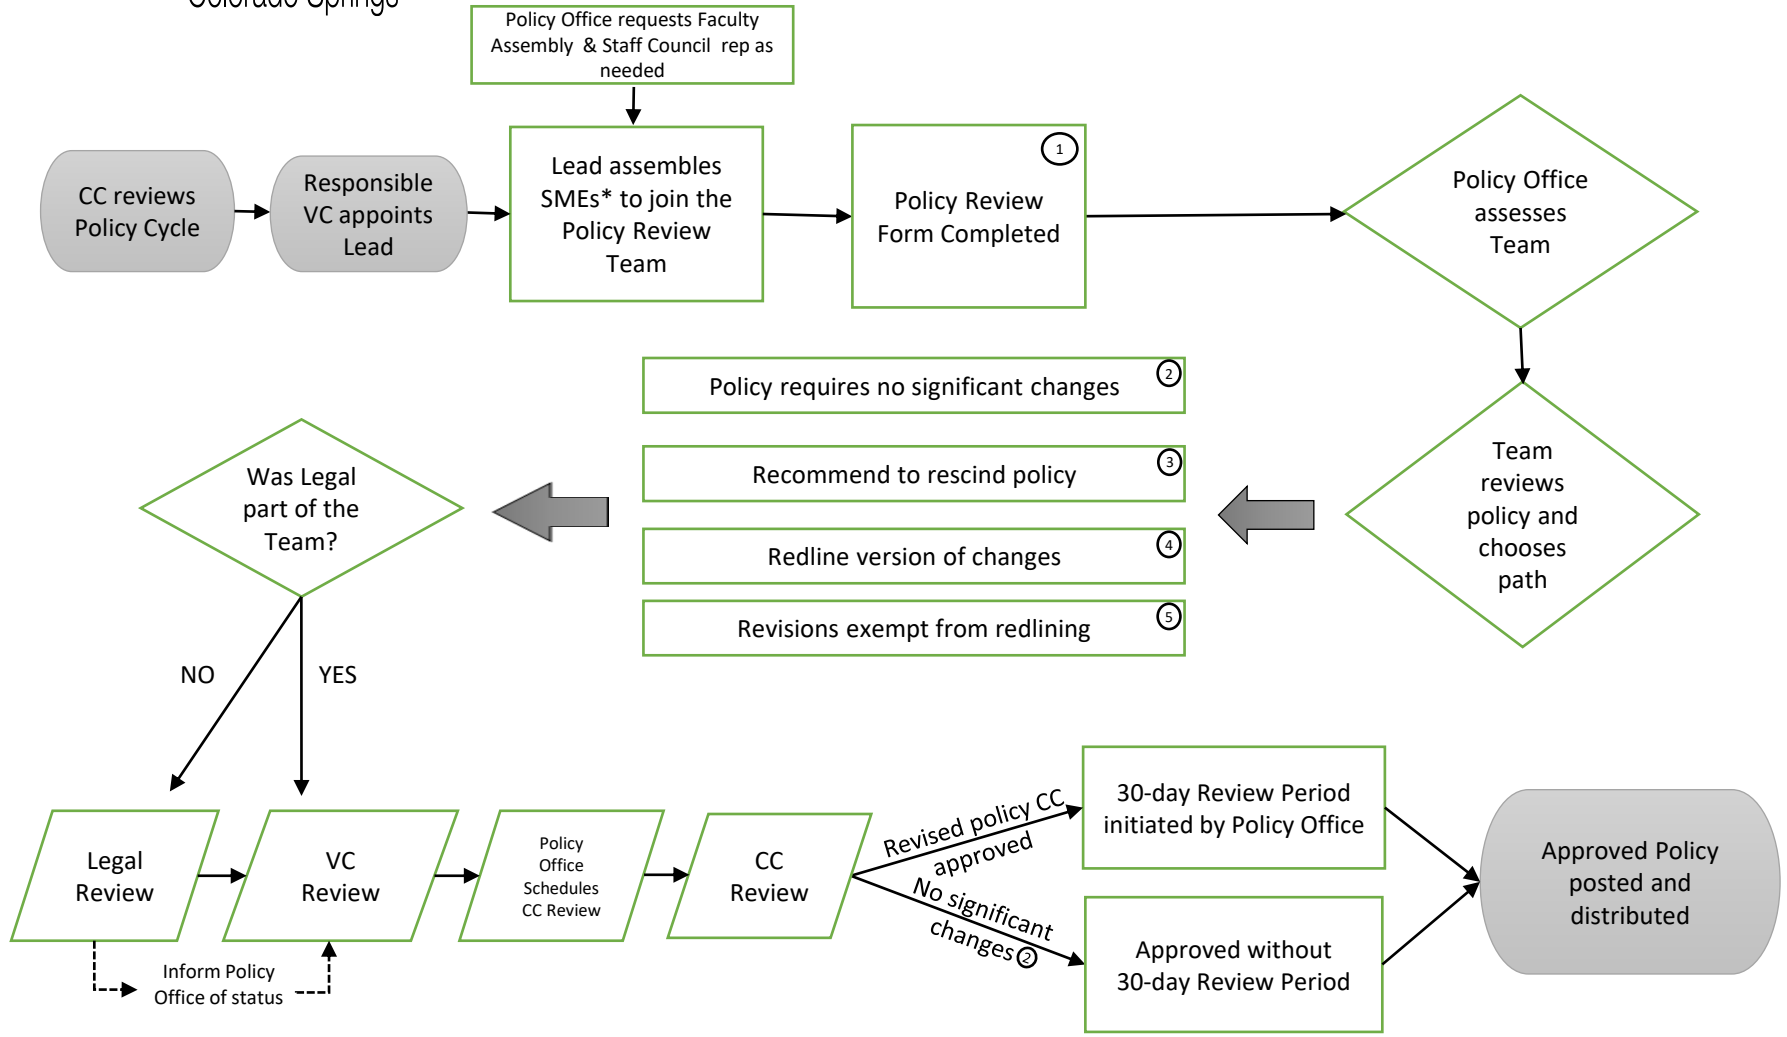 Colorado Springs
Policy Office requests Faculty
Assembly & Staff Council rep as
needed
CC reviews
Policy Cycle
Responsible
VC appoints
Lead
Lead assembles
SMEs* to join the
Policy Review
Team
1
Policy Review
Form Completed
Policy Office
assesses
Team
Policy requires no significant changes
2
Recommend to rescind policy
3
Redline version of changes
4
Revisions exempt from redlining
5
Team
reviews
policy and
chooses
path
Was Legal
part of the
Team?
NO
YES
Legal
Review
VC
Review
Inform Policy
Office of status
Policy
Office
Schedules
CC Review
CC
Review
Revised policy CC
approved
No significant
changes 2
30-day Review Period
initiated by Policy Office
Approved without
30-day Review Period
Approved Policy
posted and
distributed